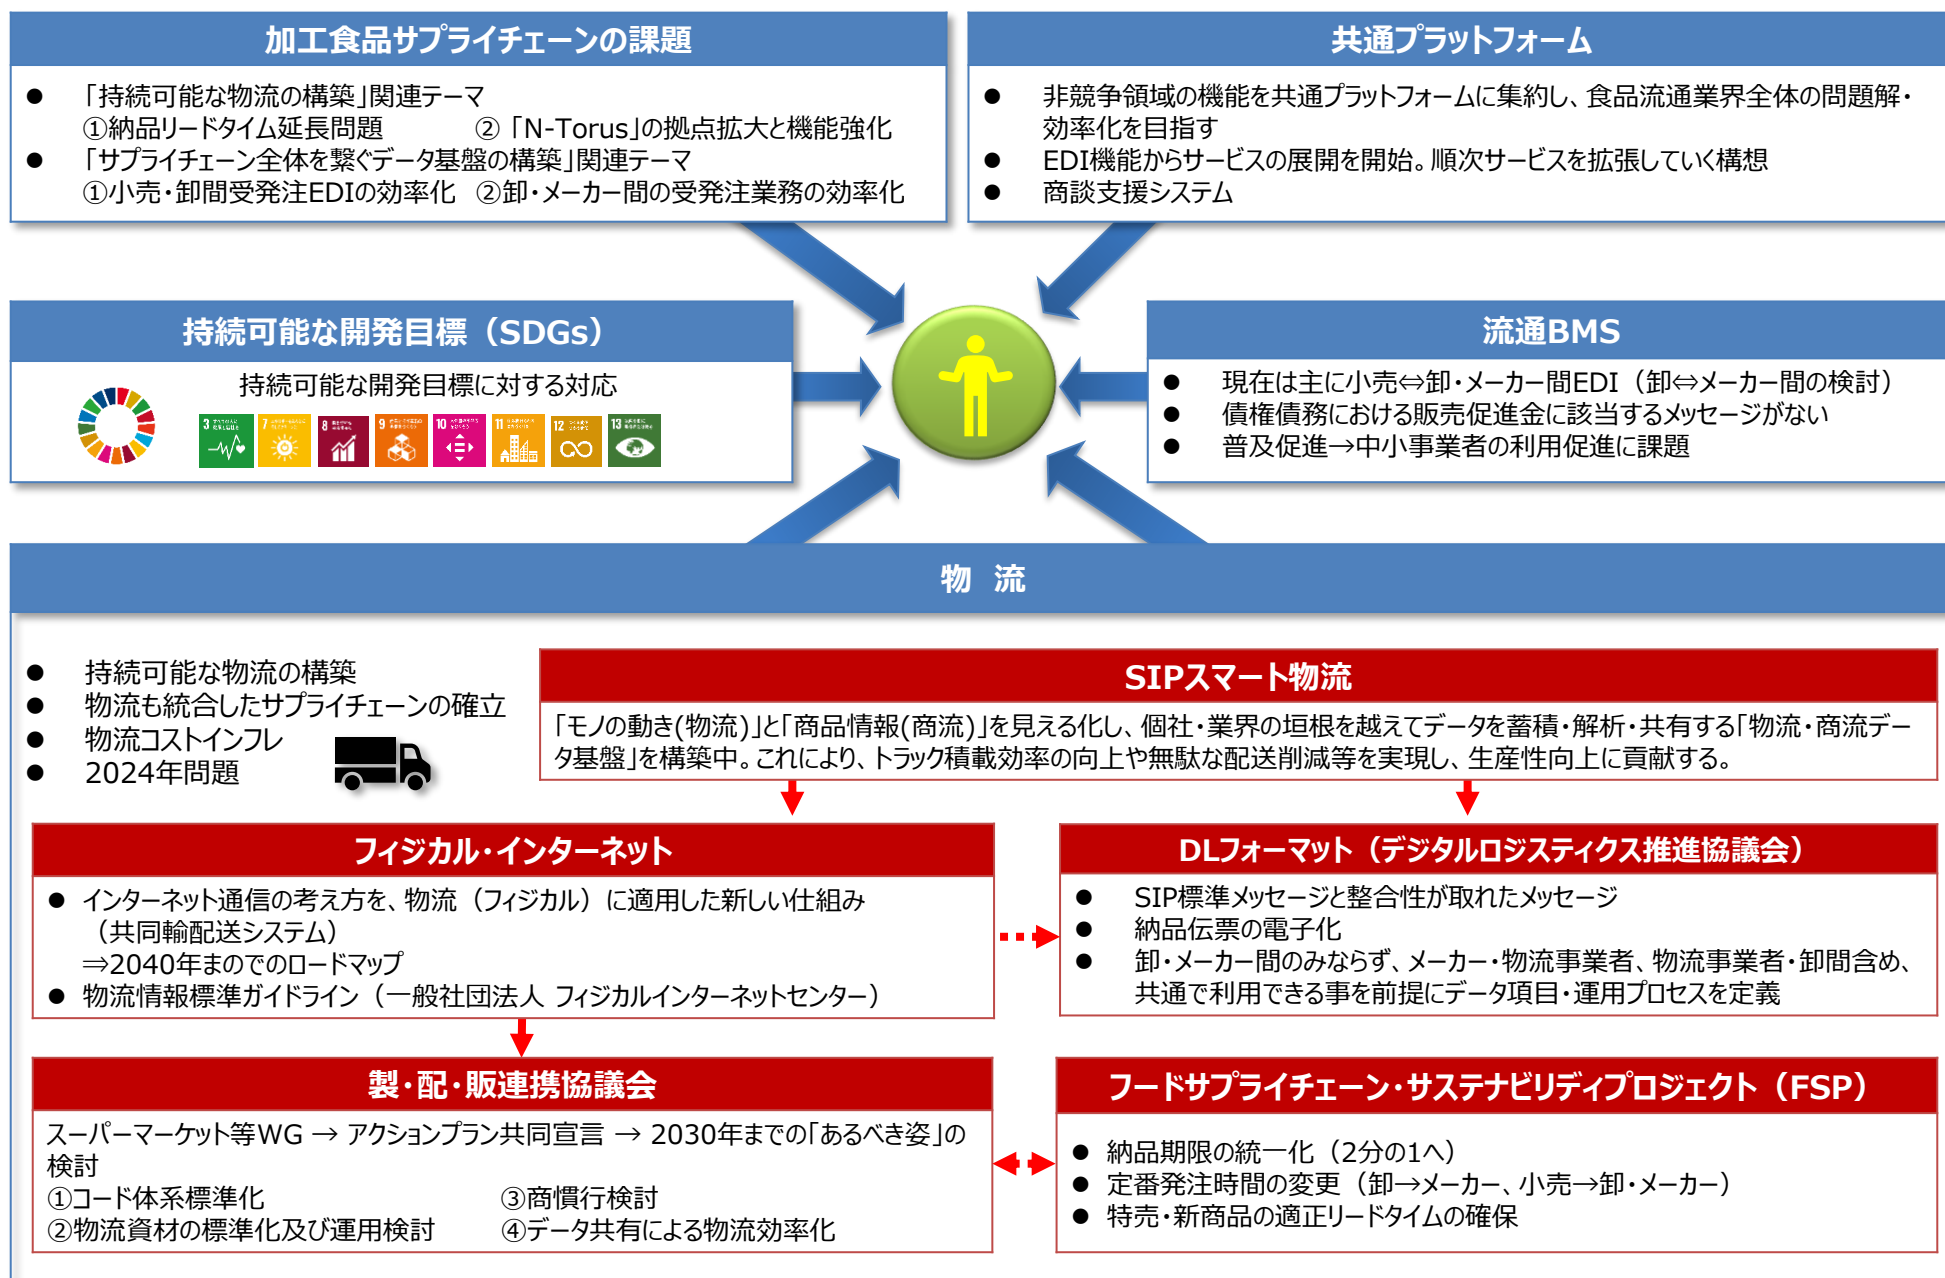 加工食品サプライチェーンの課題
● 「持続可能な物流の構築」関連テーマ
①納品リードタイム延長問題 ② 「N-Torus」の拠点拡大と機能強化
● 「サプライチェーン全体を繋ぐデータ基盤の構築」関連テーマ
①小売・卸間受発注EDIの効率化 ②卸・メーカー間の受発注業務の効率化
共通プラットフォーム
● 非競争領域の機能を共通プラットフォームに集約し、食品流通業界全体の問題解・
効率化を目指す
● EDI機能からサービスの展開を開始。順次サービスを拡張していく構想
● 商談支援システム
持続可能な開発目標（SDGs）
持続可能な開発目標に対する対応
3
7
8
9
10
11
12
13
流通BMS
● 現在は主に小売⇔卸・メーカー間EDI（卸⇔メーカー間の検討）
● 債権債務における販売促進金に該当するメッセージがない
● 普及促進→中小事業者の利用促進に課題
物 流
● 持続可能な物流の構築
● 物流も統合したサプライチェーンの確立
● 物流コストインフレ
● 2024年問題
SIPスマート物流
「モノの動き(物流)」と「商品情報(商流)」を見える化し、個社・業界の垣根を越えてデータを蓄積・解析・共有する「物流・商流デー
タ基盤」を構築中。これにより、トラック積載効率の向上や無駄な配送削減等を実現し、生産性向上に貢献する。
フィジカル・インターネット
● インターネット通信の考え方を、物流（フィジカル）に適用した新しい仕組み
（共同輸配送システム）
⇒2040年まのでのロードマップ
● 物流情報標準ガイドライン（一般社団法人 フィジカルインターネットセンター）
DLフォーマット（デジタルロジスティクス推進協議会）
● SIP標準メッセージと整合性が取れたメッセージ
● 納品伝票の電子化
● 卸・メーカー間のみならず、メーカー・物流事業者、物流事業者・卸間含め、
共通で利用できる事を前提にデータ項目・運用プロセスを定義
製・配・販連携協議会
スーパーマーケット等WG → アクションプラン共同宣言 → 2030年までの「あるべき姿」の
検討
①コード体系標準化 ③商慣行検討
②物流資材の標準化及び運用検討 ④データ共有による物流効率化
フードサプライチェーン・サステナビリディプロジェクト（FSP）
● 納品期限の統一化（2分の1へ）
● 定番発注時間の変更（卸→メーカー、小売→卸・メーカー）
● 特売・新商品の適正リードタイムの確保